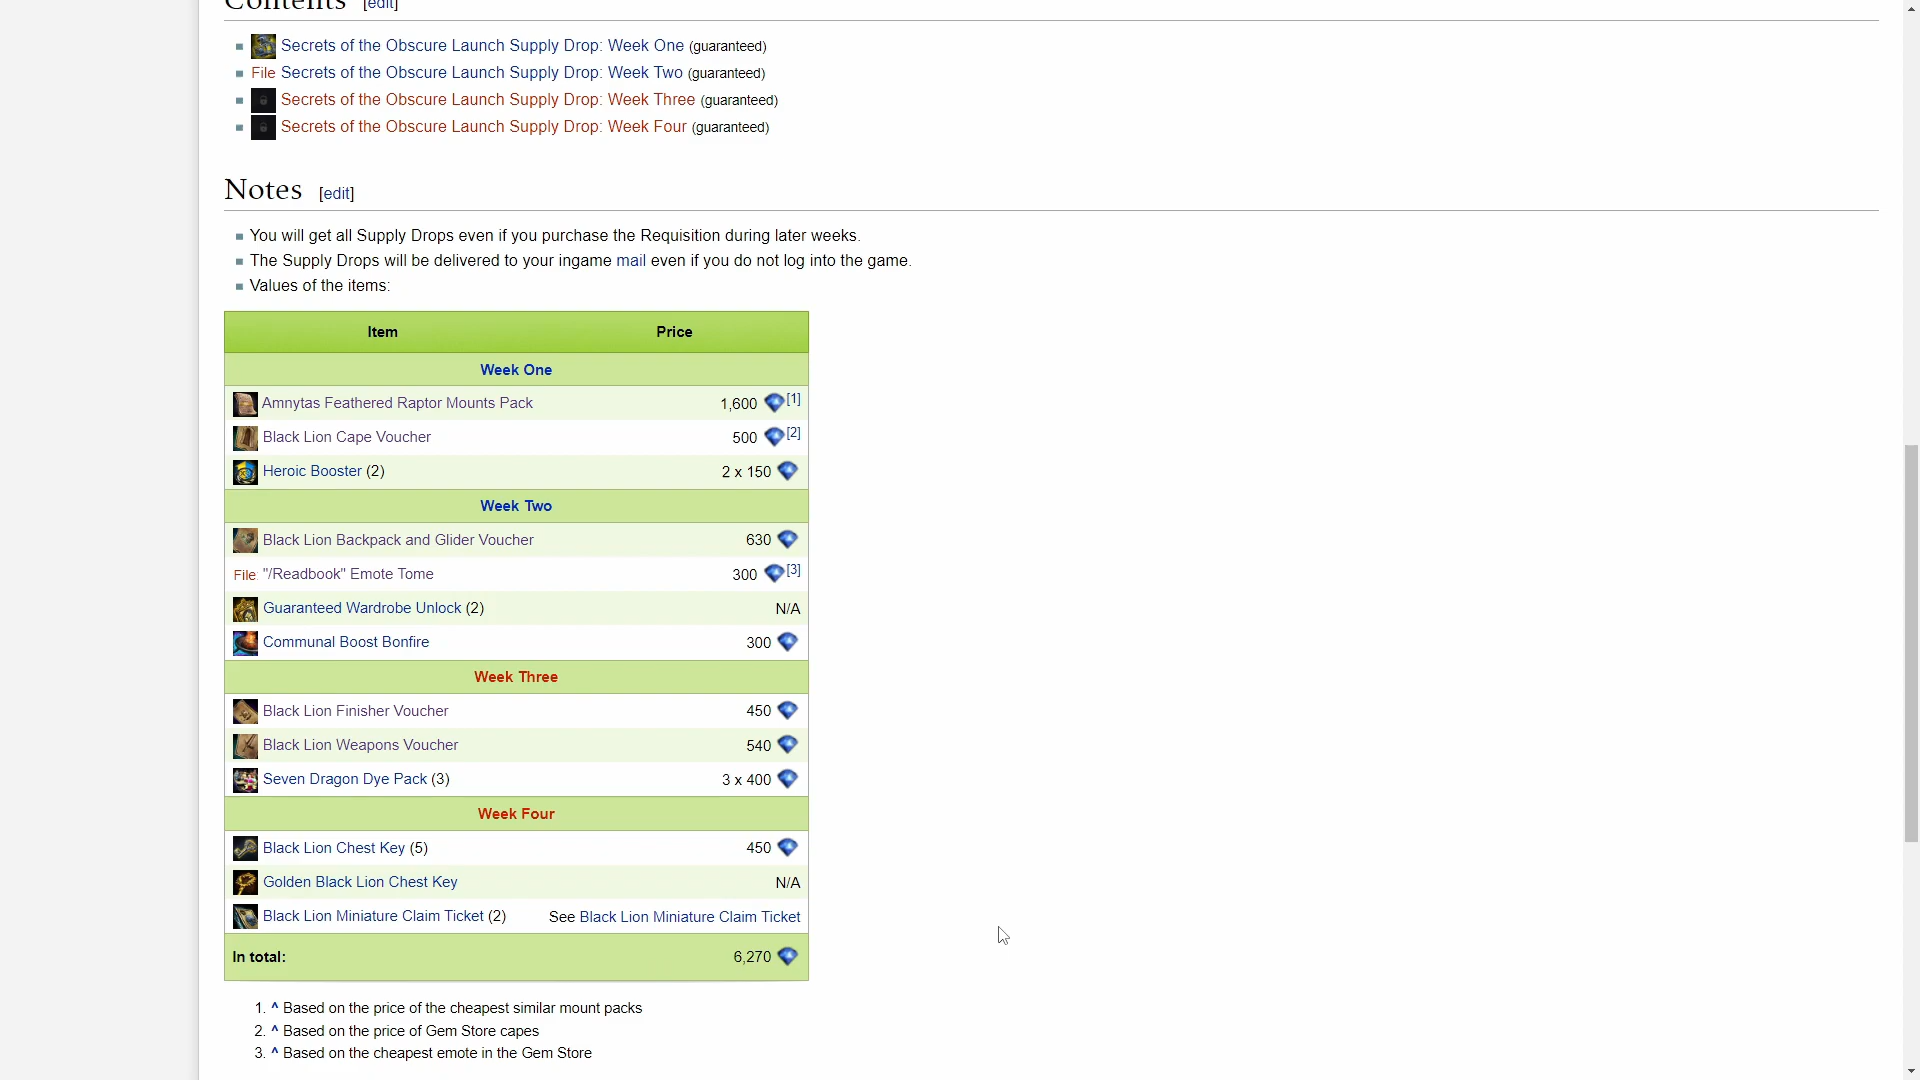 Contents [edit]
Secrets of the Obscure Launch Supply Drop: Week One (guaranteed)
File Secrets of the Obscure Launch Supply Drop: Week Two (guaranteed)
Secrets of the Obscure Launch Supply Drop: Week Three (guaranteed)
Secrets of the Obscure Launch Supply Drop: Week Four (guaranteed)
Notes [edit]
You will get all Supply Drops even if you purchase the Requisition during later weeks.
The Supply Drops will be delivered to your ingame mail even if you do not log into the game.
Values of the items:
Item Price
Week One
Amnytas Feathered Raptor Mounts Pack 1,600 [1]
Black Lion Cape Voucher 500 [2]
Heroic Booster (2) 2 x 150
Week Two
Black Lion Backpack and Glider Voucher 630
File: "/Readbook" Emote Tome 300 [3]
Guaranteed Wardrobe Unlock (2) N/A
Communal Boost Bonfire 300
Week Three
Black Lion Finisher Voucher 450
Black Lion Weapons Voucher 540
Seven Dragon Dye Pack (3) 3 x 400
Week Four
Black Lion Chest Key (5) 450
Golden Black Lion Chest Key N/A
Black Lion Miniature Claim Ticket (2) See Black Lion Miniature Claim Ticket
In total: 6,270
1. ^ Based on the price of the cheapest similar mount packs
2. ^ Based on the price of Gem Store capes
3. ^ Based on the cheapest emote in the Gem Store